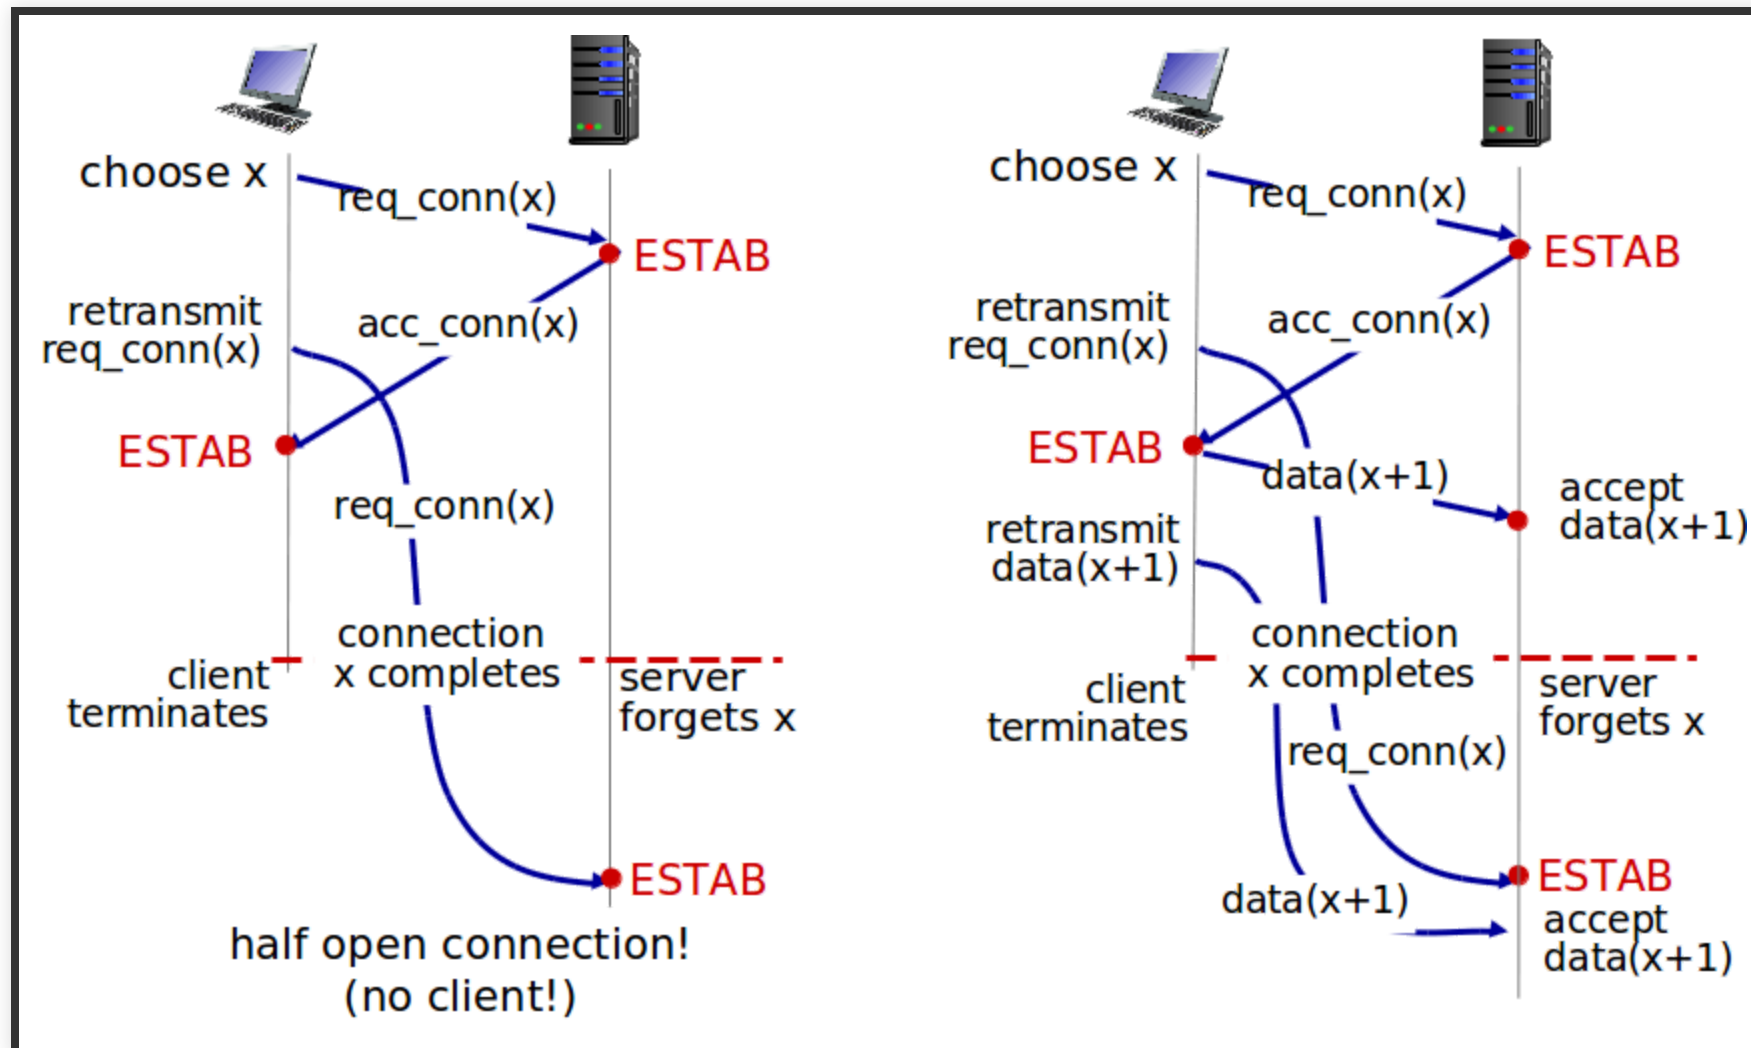 choose x
req_conn(x)
ESTAB
retransmit
req_conn(x)
acc_conn(x)
ESTAB
req_conn(x)
connection
x completes
client
terminates
server
forgets x
ESTAB
half open connection!
(no client!)
choose x
req_conn(x)
ESTAB
retransmit
req_conn(x)
acc_conn(x)
ESTAB
data(x+1)
accept
data(x+1)
retransmit
data(x+1)
connection
x completes
client
terminates
server
forgets x
req_conn(x)
ESTAB
data(x+1)
accept
data(x+1)